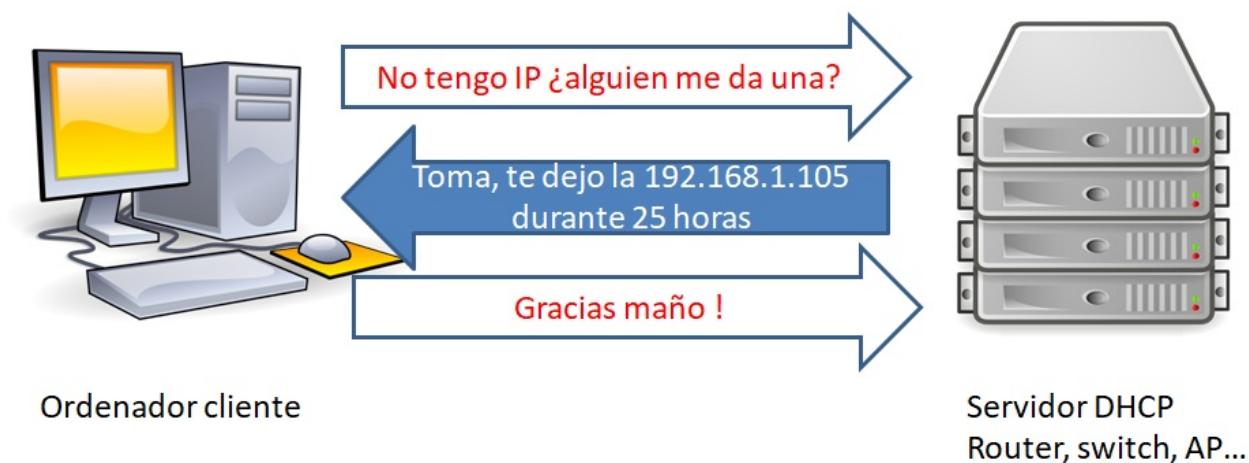 No tengo IP ¿alguien me da una?
Toma, te dejo la 192.168.1.105
durante 25 horas
Gracias maño !
Ordenador cliente
Servidor DHCP
Router, switch, AP...